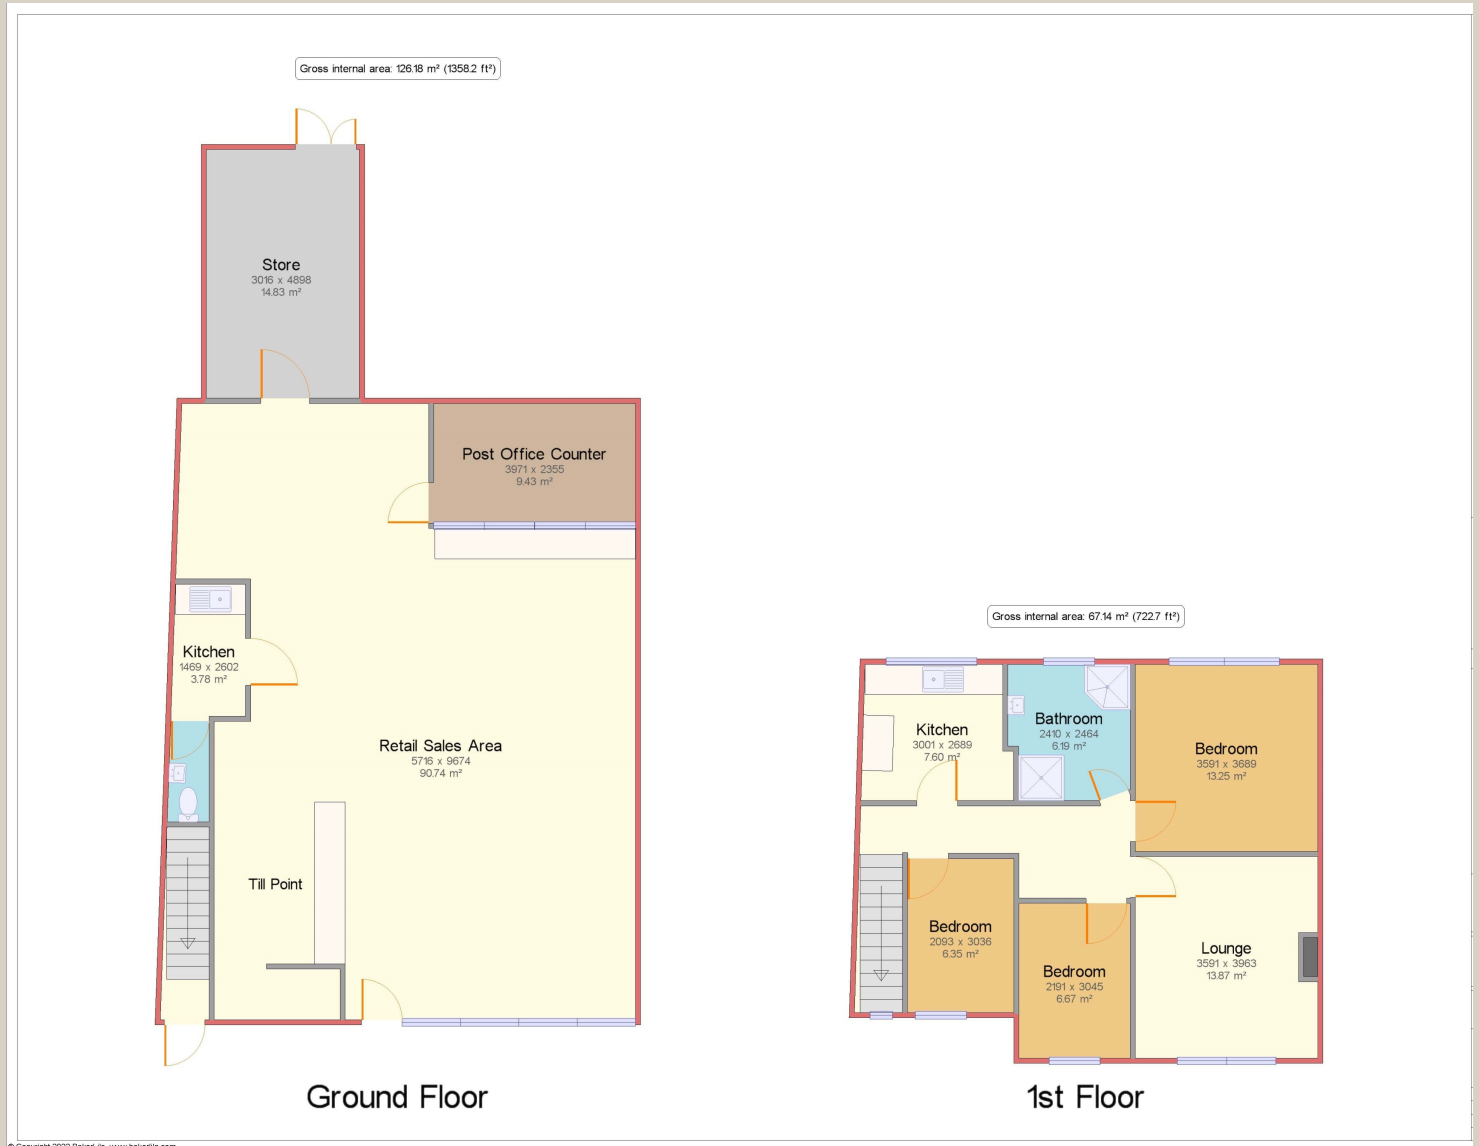 Gross internal area: 126.18 m² (1358.2 ft²)
Store
3016 x 4898
14.83 m²
Post Office Counter
3971 x 2355
9.43 m²
Kitchen
1469 x 2602
3.78 m²
Retail Sales Area
5716 x 9674
90.74 m²
Till Point
Ground Floor
Gross internal area: 67.14 m² (722.7 ft²)
Kitchen
3001 x 2689
7.60 m²
Bathroom
2410 x 2464
6.19 m²
Bedroom
3591 x 3689
13.25 m²
Bedroom
2093 x 3036
6.35 m²
Bedroom
2191 x 3045
6.67 m²
Lounge
3591 x 3963
13.87 m²
1st Floor